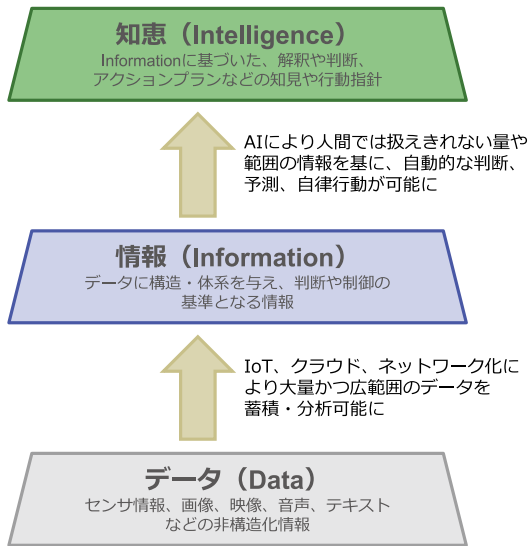 知恵（Intelligence）
Informationに基づいた、解釈や判断、
アクションプランなどの知見や行動指針
AIにより人間では扱えきれない量や
範囲の情報を基に、自動的な判断、
予測、自律行動が可能に
情報（Information）
データに構造・体系を与え、判断や制御の
基準となる情報
IoT、クラウド、ネットワーク化に
より大量かつ広範囲のデータを
蓄積・分析可能に
データ（Data）
センサ情報、画像、映像、音声、テキスト
などの非構造化情報